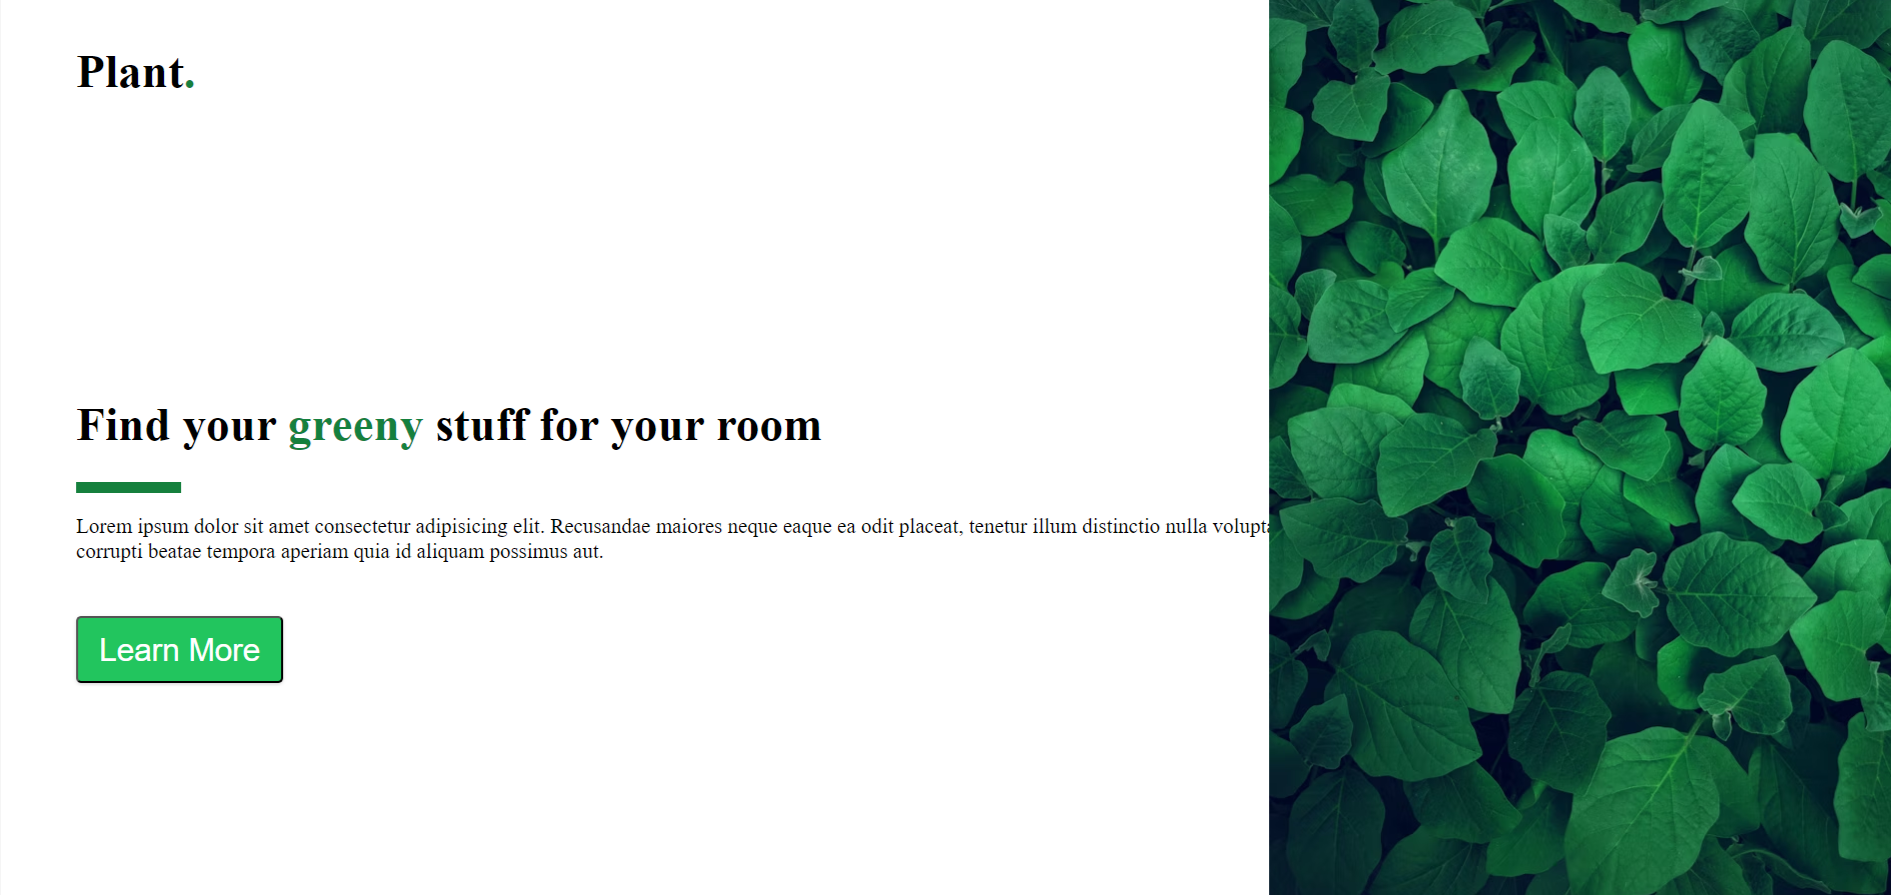 Plant.
Find your greeny stuff for your room
Lorem ipsum dolor sit amet consectetur adipisicing elit. Recusandae maiores neque eaque ea odit placeat, tenetur illum distinctio nulla
corrupti beatae tempora aperiam quia id aliquam possimus aut.
Learn More